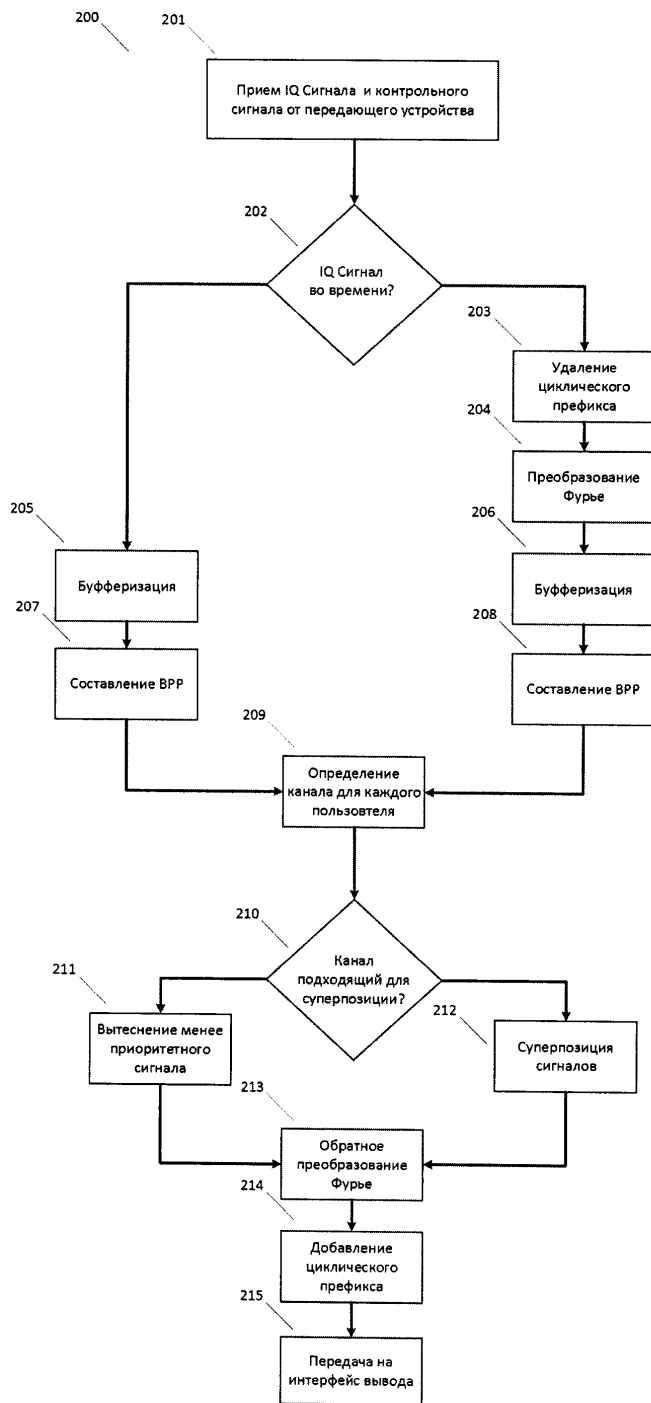 200
201
Прием IQ Сигнала и контрольного
сигнала от передающего устройства
202
IQ Сигнал
во времени?
203
Удаление
циклического
префикса
204
Преобразование
Фурье
205
Буфферизация
206
Буфферизация
207
Составление ВРР
208
Составление ВРР
209
Определение
канала для каждого
пользовтеля
210
Канал
подходящий для
суперпозиции?
211
Вытеснение менее
приоритетного
сигнала
212
Суперпозиция
сигналов
213
Обратное
преобразование
Фурье
214
Добавление
циклического
префикса
215
Передача на
интерфейс вывода